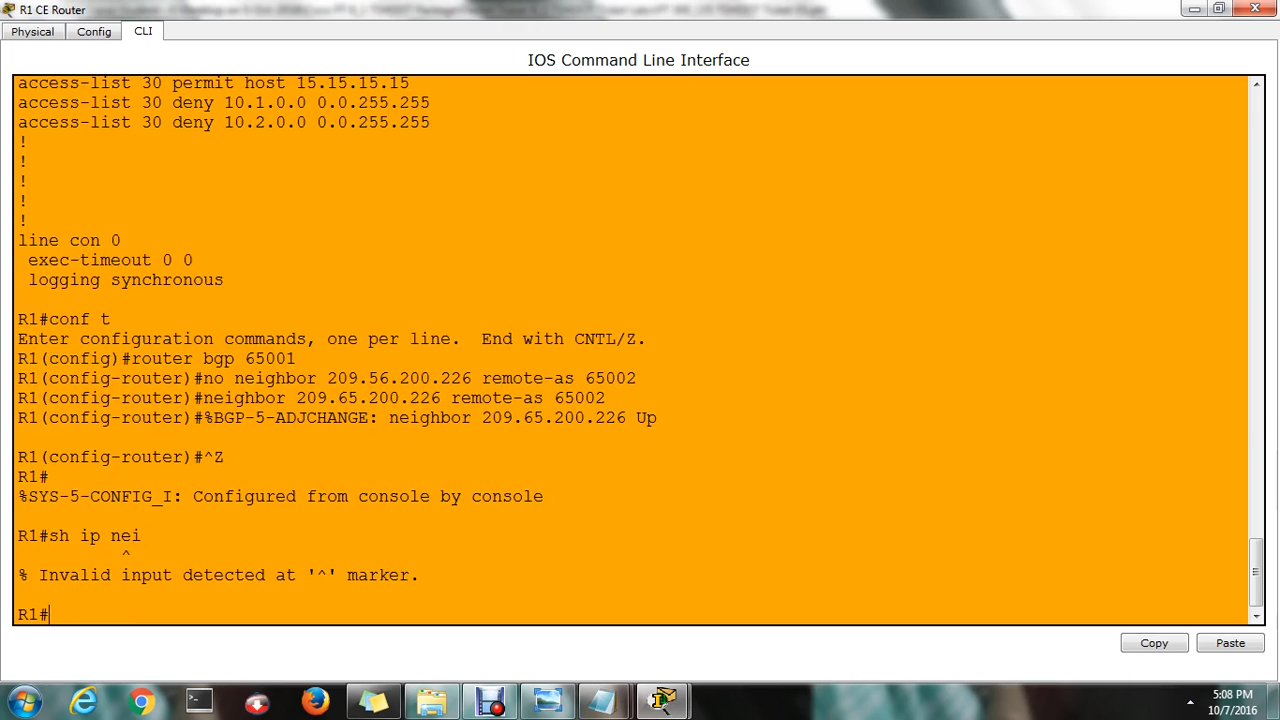 R1 CE Router
Physical Config CLI
IOS Command Line Interface
access-list 30 permit host 15.15.15.15
access-list 30 deny 10.1.0.0 0.0.255.255
access-list 30 deny 10.2.0.0 0.0.255.255
!
!
!
!
!
line con 0
exec-timeout 0 0
logging synchronous
R1#conf t
Enter configuration commands, one per line. End with CNTL/Z.
R1(config)#router bgp 65001
R1(config-router)#no neighbor 209.56.200.226 remote-as 65002
R1(config-router)#neighbor 209.65.200.226 remote-as 65002
R1(config-router)#%BGP-5-ADJCHANGE: neighbor 209.65.200.226 Up
R1(config-router)#^Z
R1#
%SYS-5-CONFIG_I: Configured from console by console
R1#sh ip nei
^
% Invalid input detected at '^' marker.
R1#
Copy Paste
5:08 PM
10/7/2016